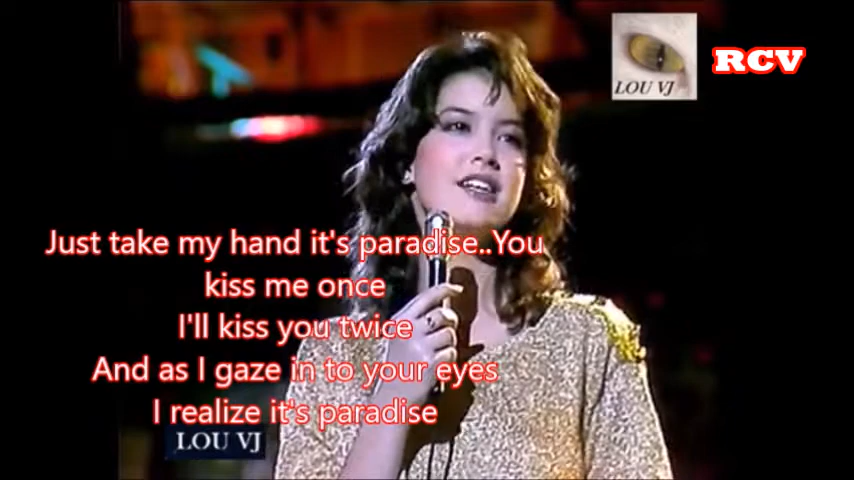 LOU VJ
RCV
Just take my hand it's paradise..You
kiss me once
I'll kiss you twice
And as I gaze in to your eyes
I realize it's paradise
LOU VJ